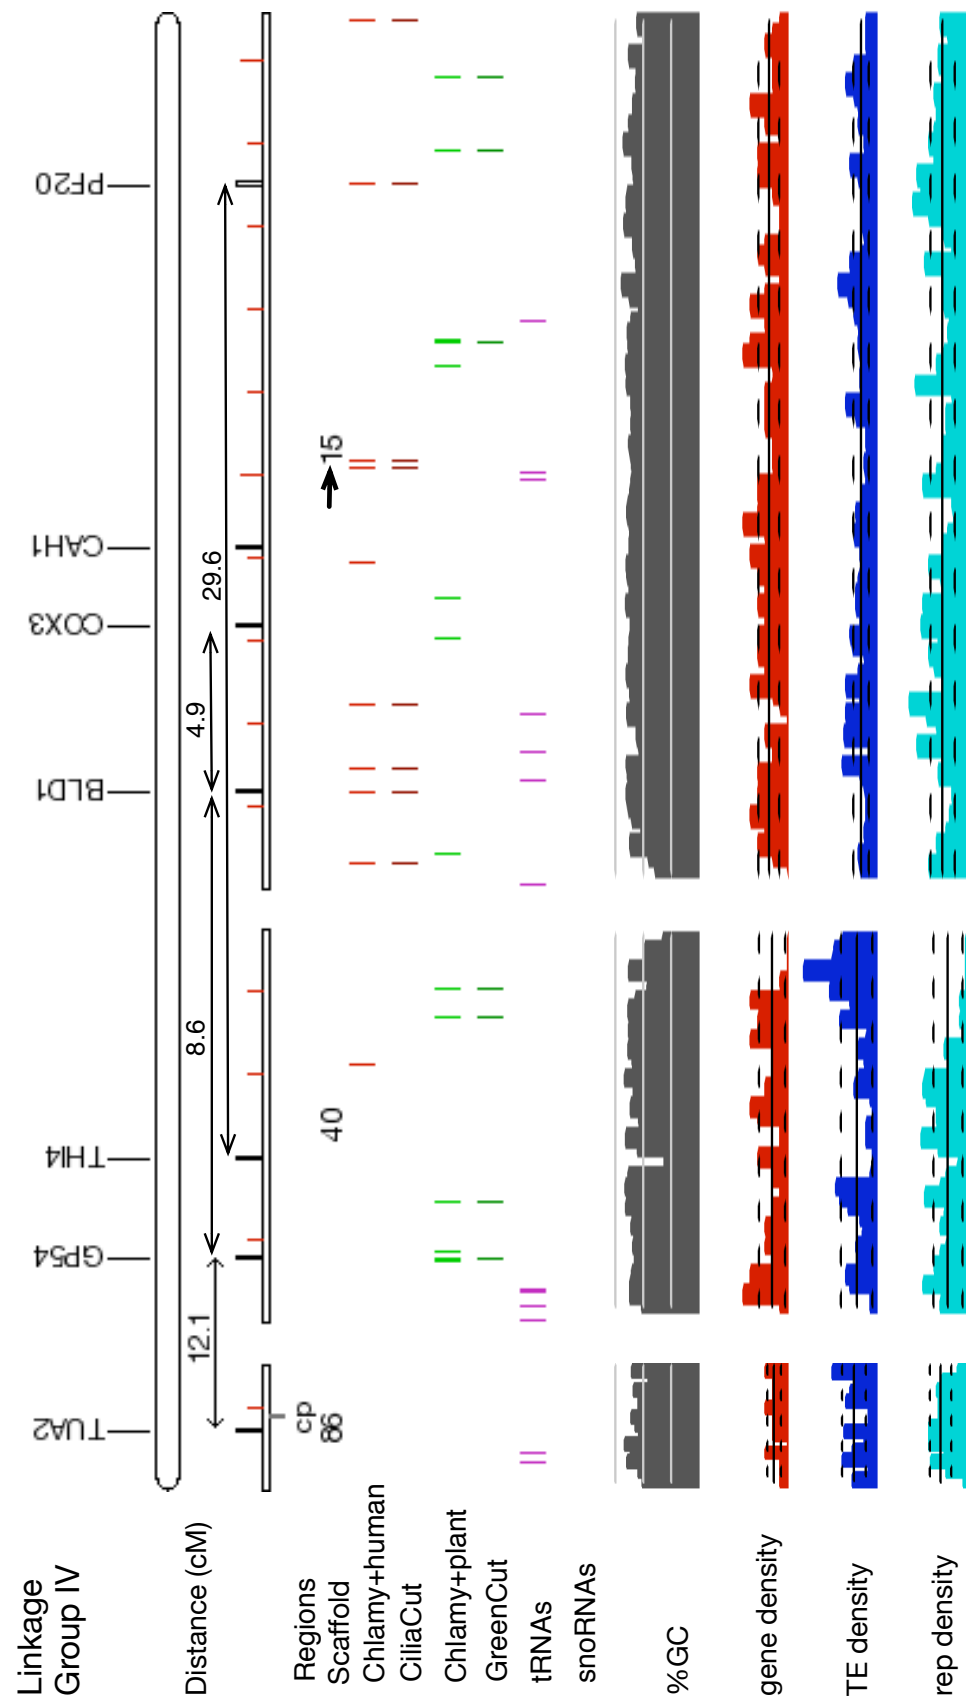 Linkage
Group IV
TUA2
GP54
THI4
BLD1
COX3
CAH1
PF20
Distance (cM)
12.1
8.6
4.9
29.6
Regions
cp
Scaffold
86
40
15
Chlamy+human
CiliaCut
Chlamy+plant
GreenCut
tRNAs
snoRNAs
%GC
gene density
TE density
rep density